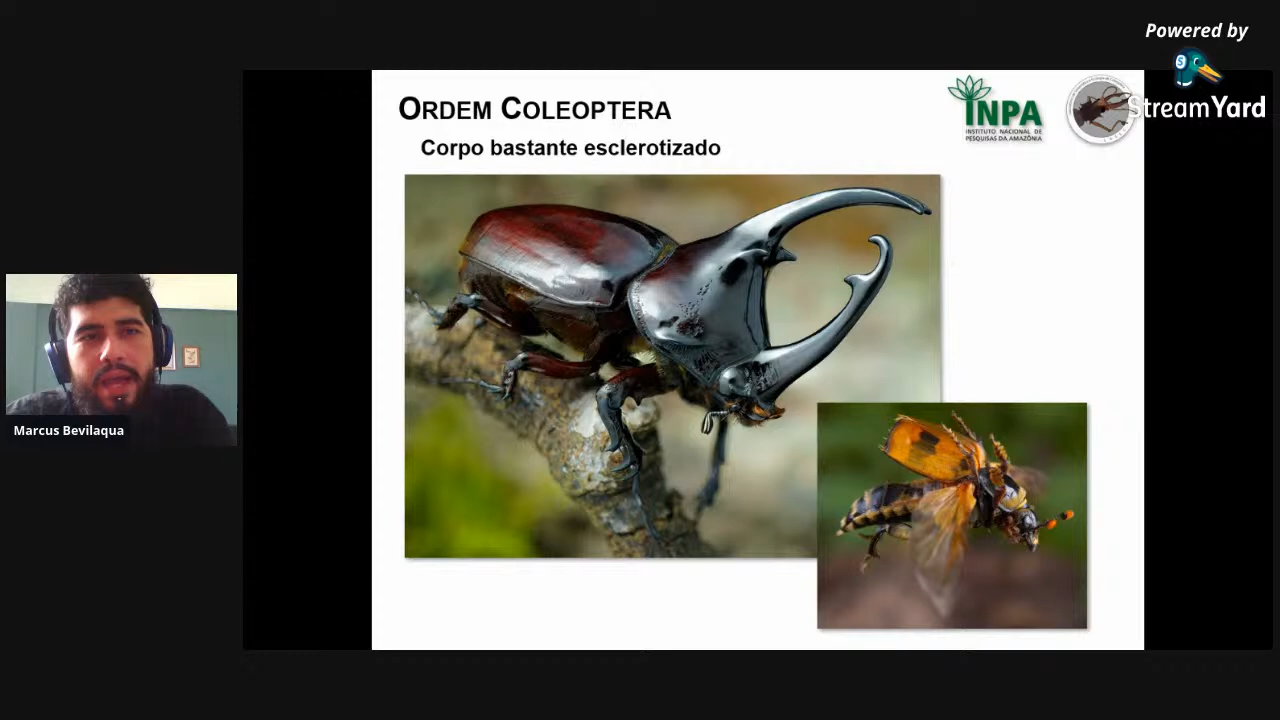 Powered by
StreamYard
ORDEM COLEOPTERA
Corpo bastante esclerotizado
INPA
INSTITUTO NACIONAL DE
PESQUISAS DA AMAZÔNIA
Marcus Bevilaqua